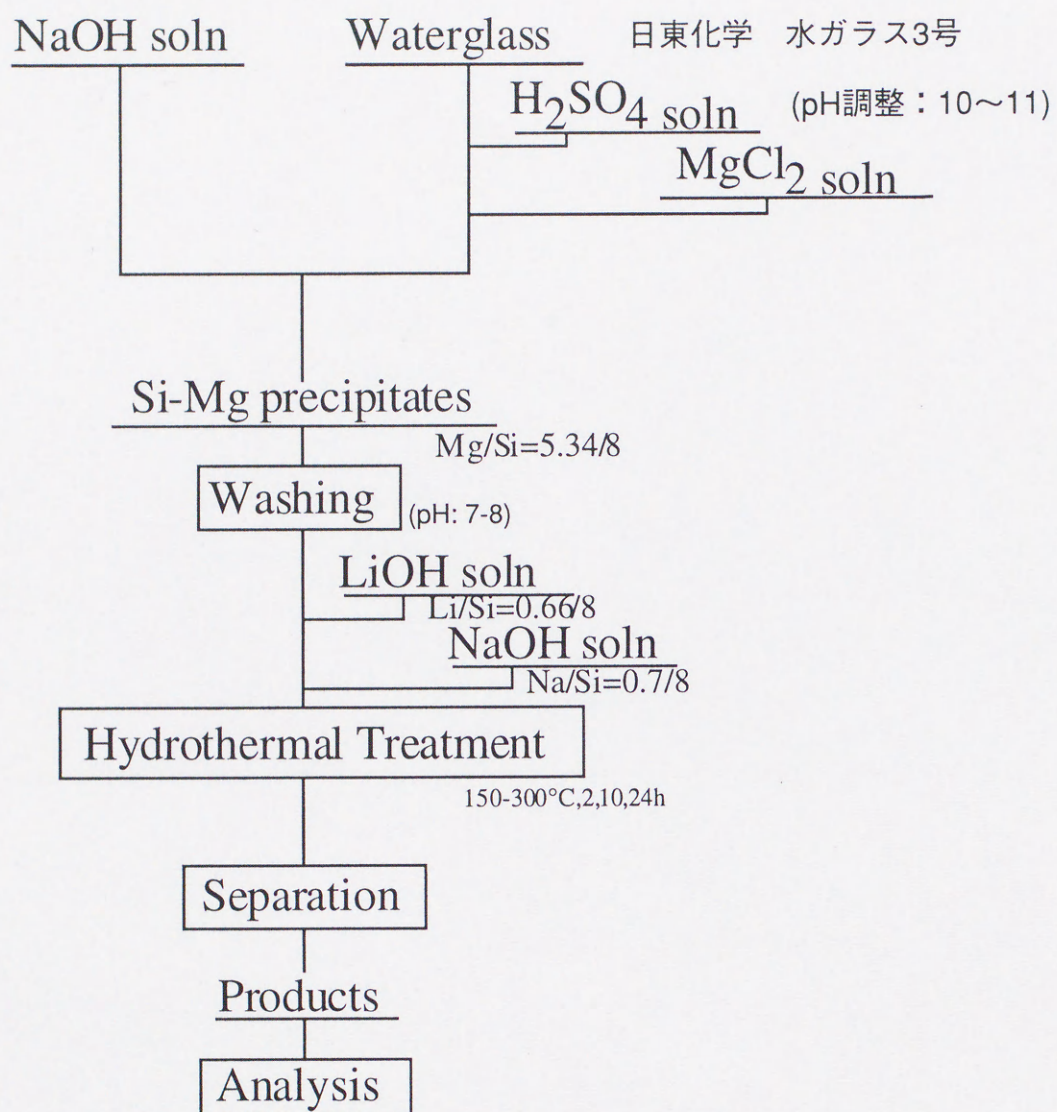 NaOH soln Waterglass 日東化学 水ガラス3号
H2SO4 soln (pH調整：10〜11)
MgCl2 soln
Si-Mg precipitates
Mg/Si=5.34/8
Washing (pH: 7-8)
LiOH soln
Li/Si=0.66/8
NaOH soln
Na/Si=0.7/8
Hydrothermal Treatment
150-300°C,2,10,24h
Separation
Products
Analysis